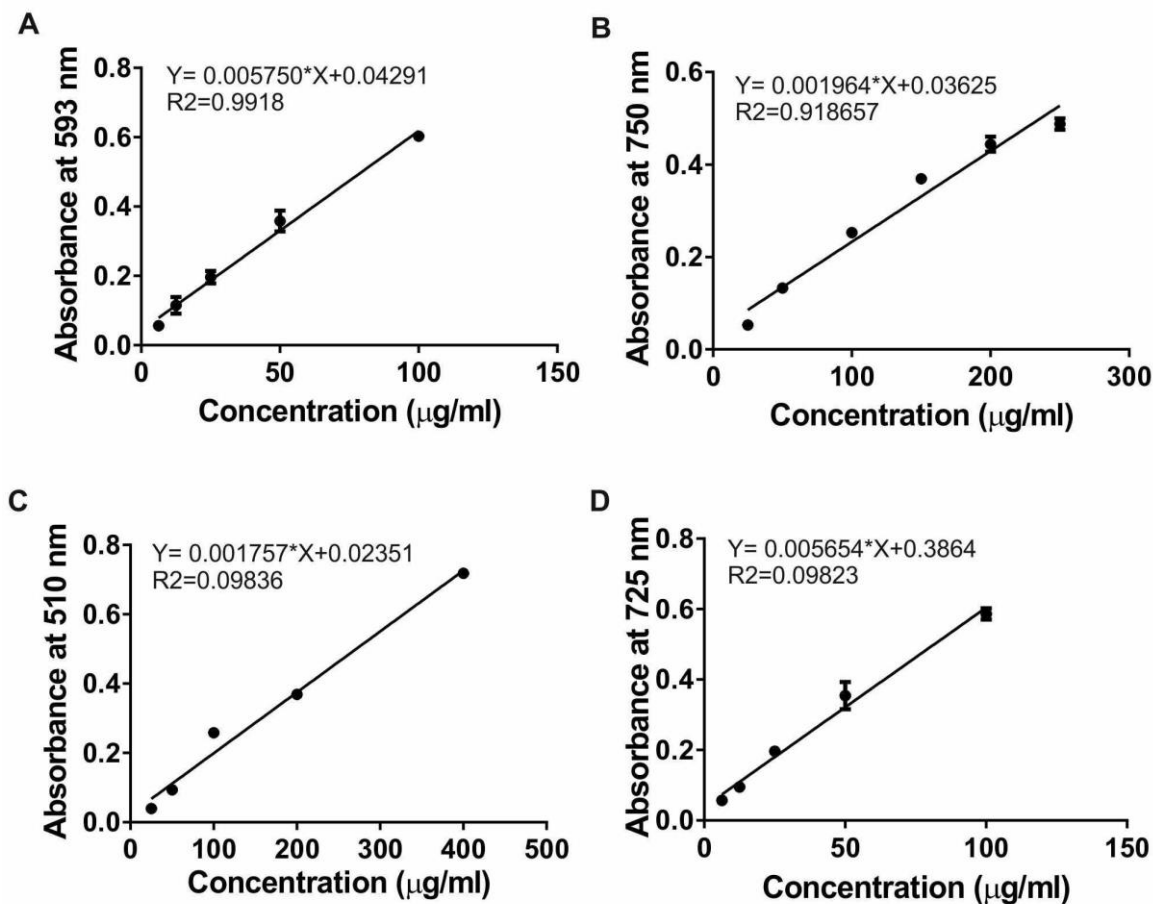 A
Y= 0.005750*X+0.04291
R2=0.9918
Absorbance at 593 nm
0.8
0.6
0.4
0.2
0.0
0 50 100 150
Concentration (μg/ml)
B
Y= 0.001964*X+0.03625
R2=0.918657
Absorbance at 750 nm
0.6
0.4
0.2
0.0
0 100 200 300
Concentration (μg/ml)
C
Y= 0.001757*X+0.02351
R2=0.09836
Absorbance at 510 nm
0.8
0.6
0.4
0.2
0.0
0 100 200 300 400 500
Concentration (μg/ml)
D
Y= 0.005654*X+0.3864
R2=0.09823
Absorbance at 725 nm
0.8
0.6
0.4
0.2
0.0
0 50 100 150
Concentration (μg/ml)